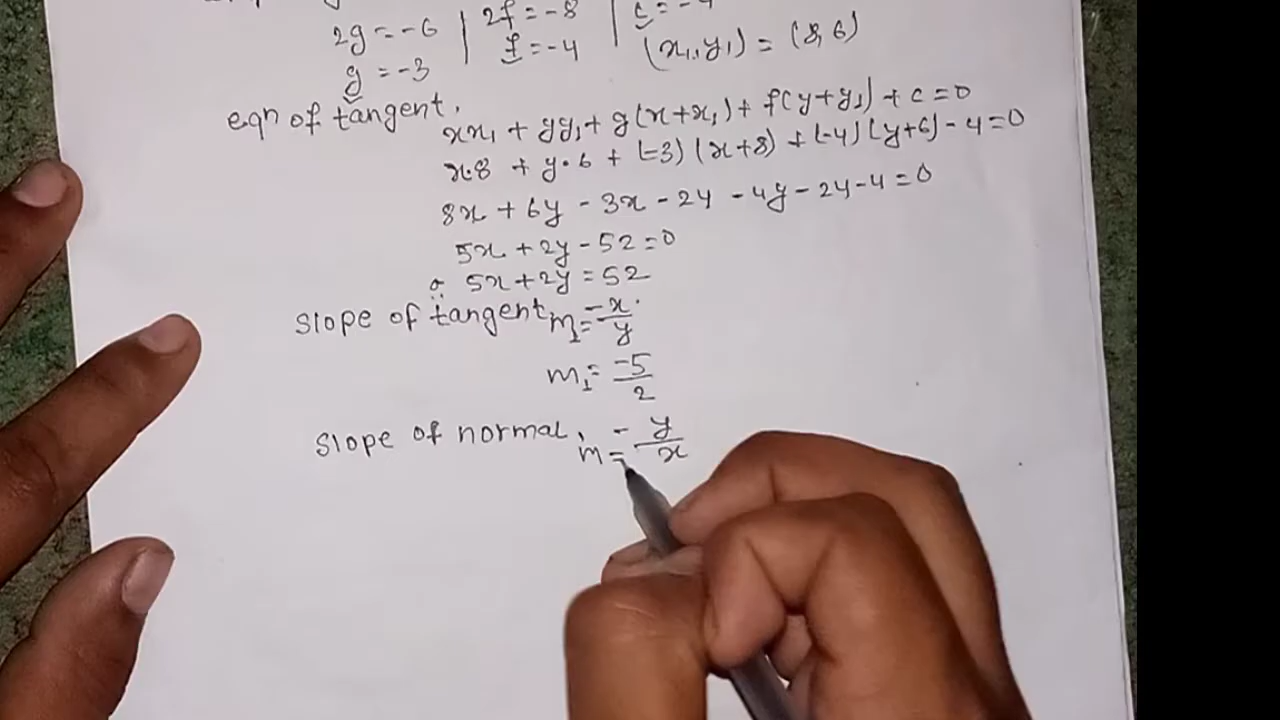 2g = -6 | 2f = -8 | c = -4
g = -3 f = -4 (x₁, y₁) = (8, 6)
eqn of tangent,
xx₁ + yy₁ + g(x+x₁) + f(y+y₁) + c = 0
x·8 + y·6 + (-3)(x+8) + (-4)(y+6) - 4 = 0
8x + 6y - 3x - 24 - 4y - 24 - 4 = 0
5x + 2y - 52 = 0
∴ 5x + 2y = 52
Slope of tangent, m₁ = -x/y
m₁ = -5/2
Slope of normal, m = -y/x